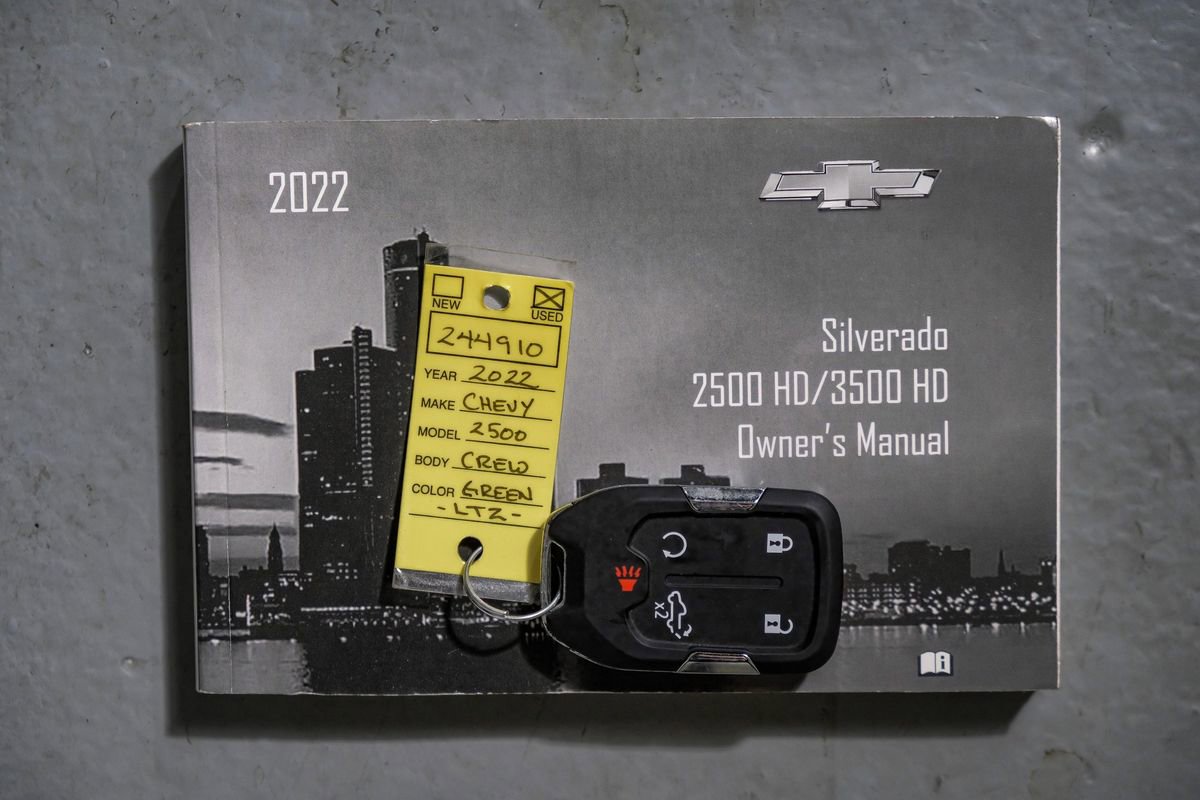 2022
Silverado
2500 HD/3500 HD
Owner's Manual
NEW
USED
244910
YEAR 2022
MAKE CHEVY
MODEL 2500
BODY CREW
COLOR GREEN
-LTZ-
X2